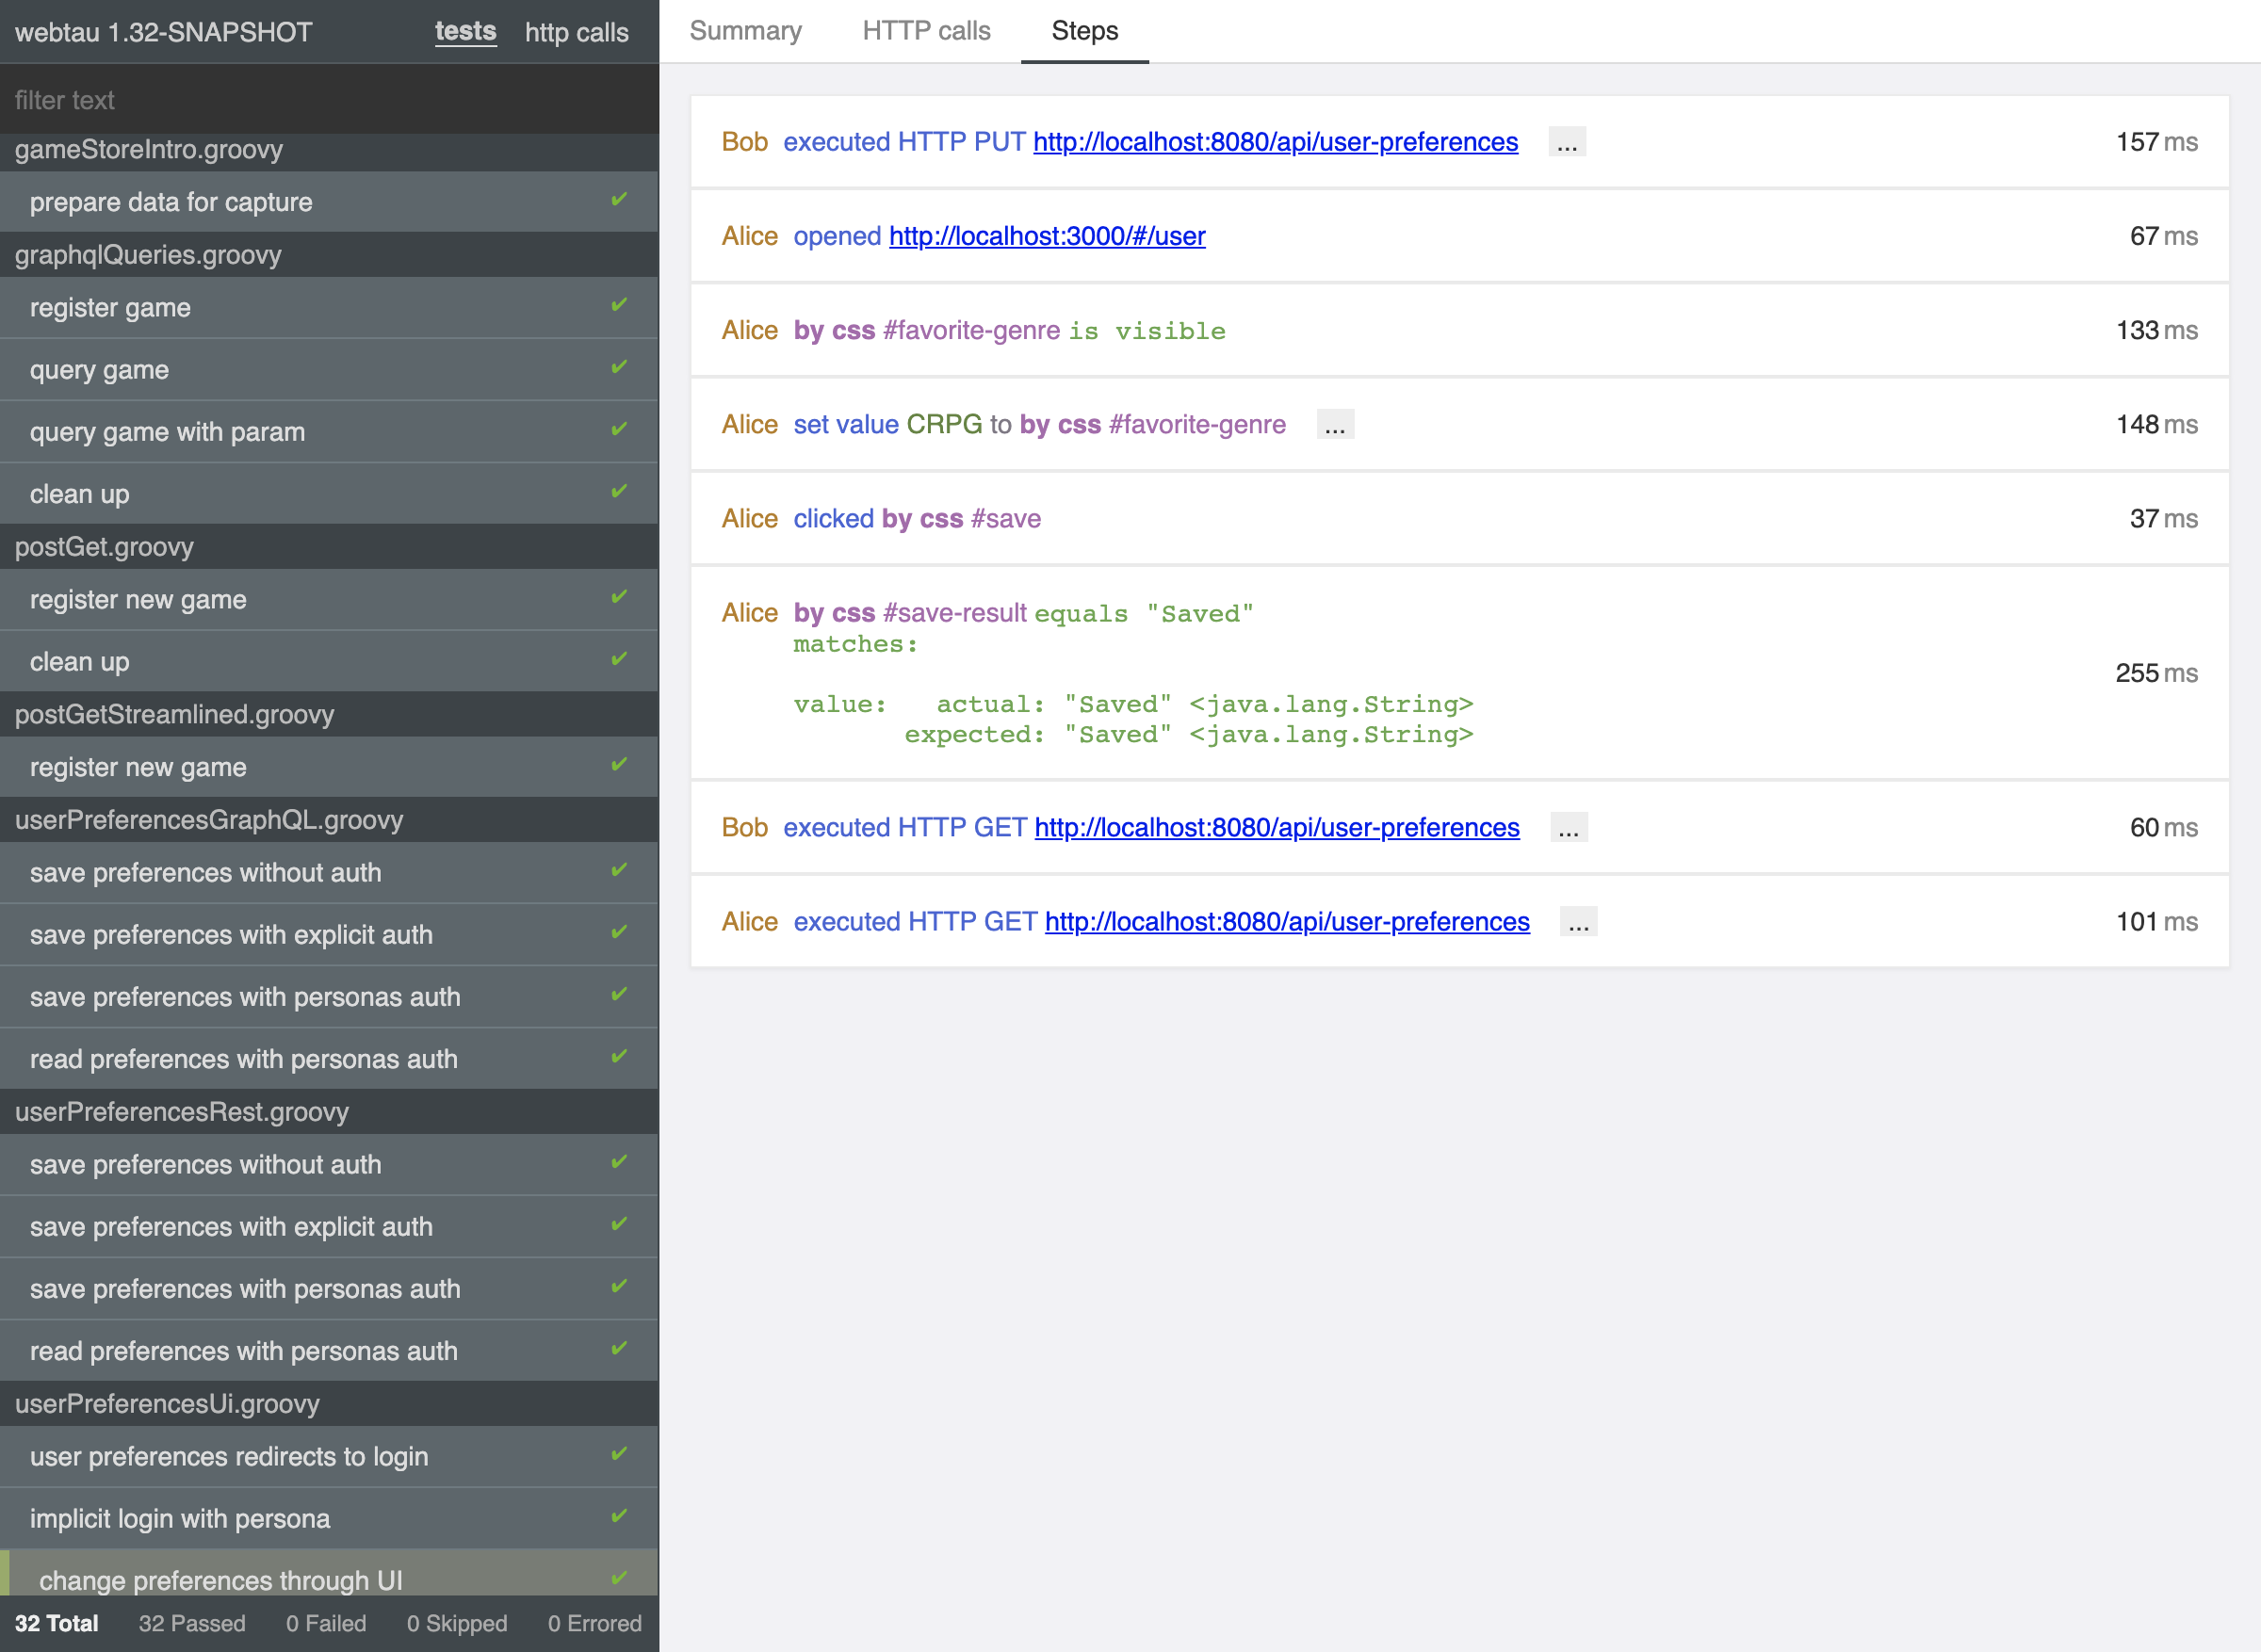 webtau 1.32-SNAPSHOT tests http calls
filter text
gameStoreIntro.groovy
prepare data for capture ✔
graphqlQueries.groovy
register game ✔
query game ✔
query game with param ✔
clean up ✔
postGet.groovy
register new game ✔
clean up ✔
postGetStreamlined.groovy
register new game ✔
userPreferencesGraphQL.groovy
save preferences without auth ✔
save preferences with explicit auth ✔
save preferences with personas auth ✔
read preferences with personas auth ✔
userPreferencesRest.groovy
save preferences without auth ✔
save preferences with explicit auth ✔
save preferences with personas auth ✔
read preferences with personas auth ✔
userPreferencesUi.groovy
user preferences redirects to login ✔
implicit login with persona ✔
change preferences through UI ✔
32 Total 32 Passed 0 Failed 0 Skipped 0 Errored
Summary HTTP calls Steps
Bob executed HTTP PUT http://localhost:8080/api/user-preferences ... 157 ms
Alice opened http://localhost:3000/#/user 67 ms
Alice by css #favorite-genre is visible 133 ms
Alice set value CRPG to by css #favorite-genre ... 148 ms
Alice clicked by css #save 37 ms
Alice by css #save-result equals "Saved"
matches:
255 ms
value: actual: "Saved" <java.lang.String>
expected: "Saved" <java.lang.String>
Bob executed HTTP GET http://localhost:8080/api/user-preferences ... 60 ms
Alice executed HTTP GET http://localhost:8080/api/user-preferences ... 101 ms